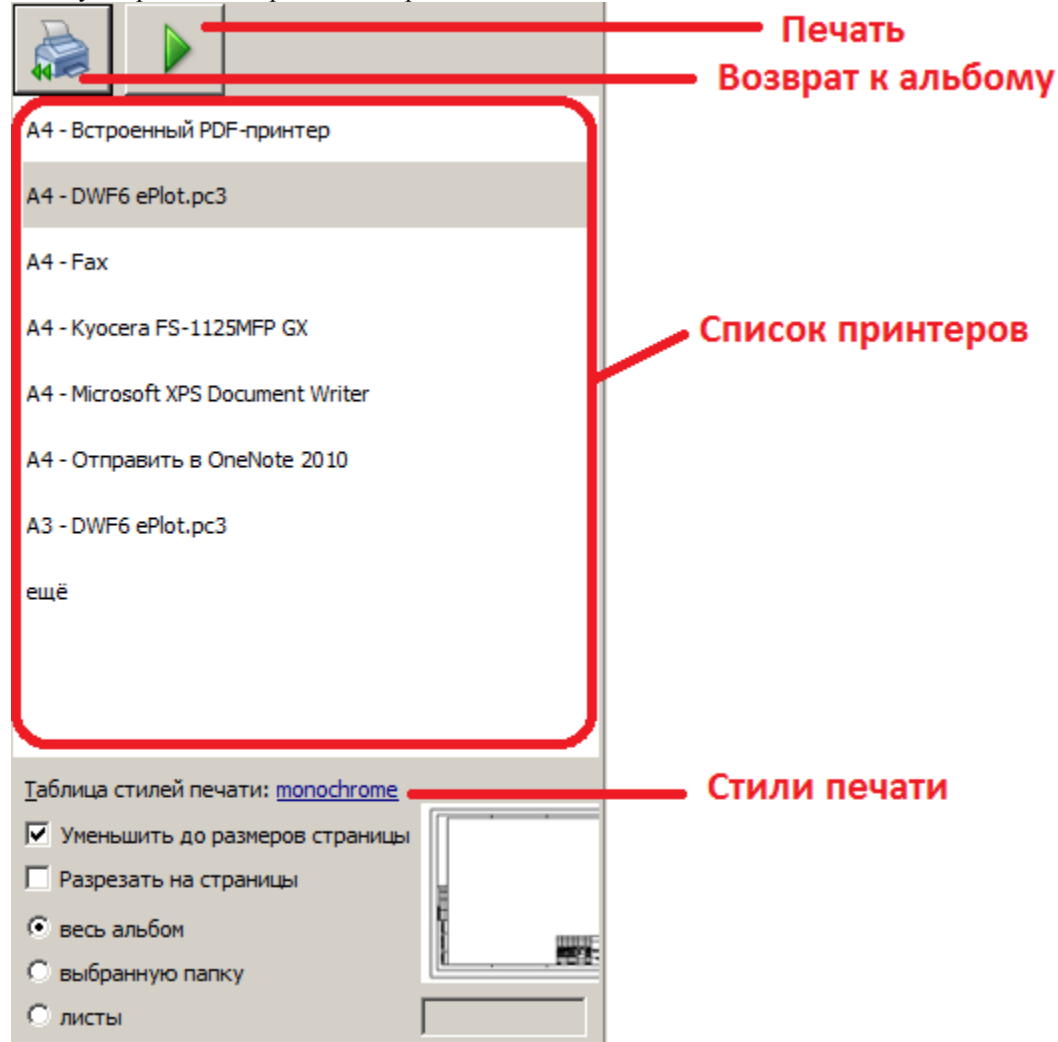 Печать
Возврат к альбому
А4 - Встроенный PDF-принтер
A4 - DWF6 ePlot.pc3
A4 - Fax
A4 - Kyocera FS-1125MFP GX
A4 - Microsoft XPS Document Writer
A4 - Отправить в OneNote 2010
A3 - DWF6 ePlot.pc3
ещё
Список принтеров
Таблица стилей печати: monochrome
Стили печати
Уменьшить до размеров страницы
Разрезать на страницы
весь альбом
выбранную папку
листы